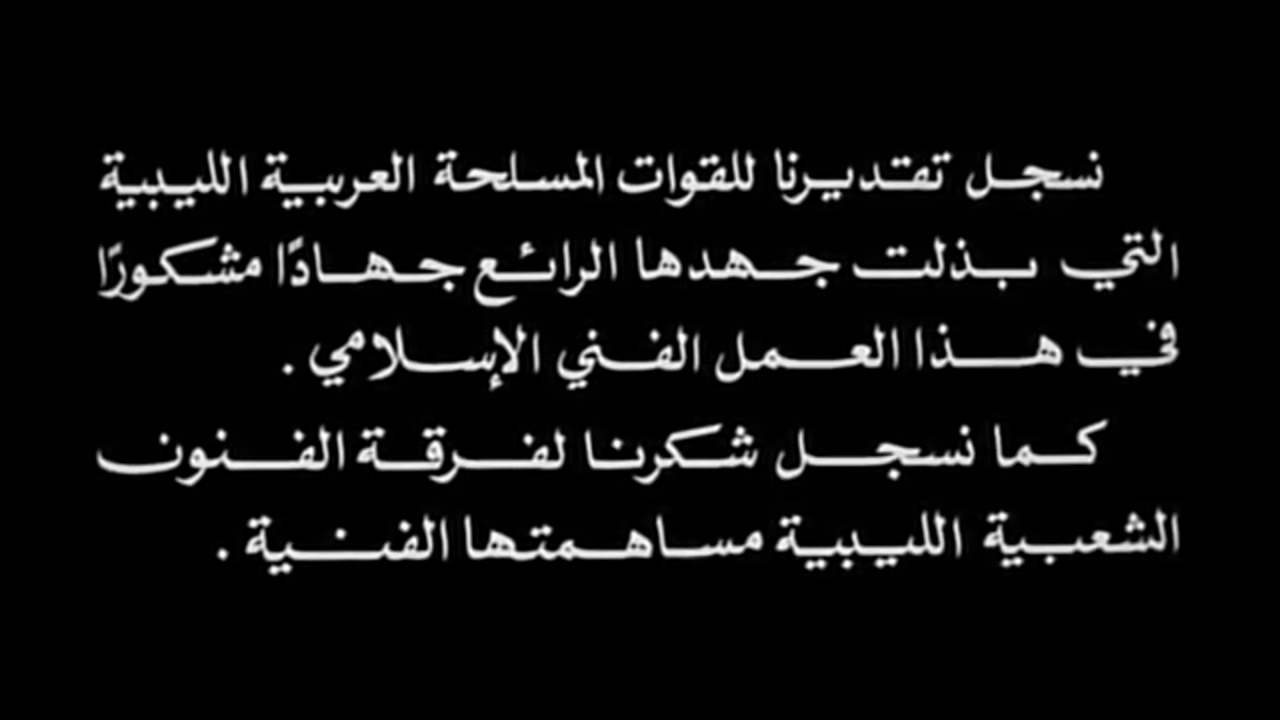 نسجل تقديرنا للقوات المسلحة العربية الليبية
التي بذلت جهدها الرائع جهادًا مشكورًا
في هذا العمل الفني الإسلامي .
كما نسجل شكرنا لفرقة الفنون
الشعبية الليبية مساهمتها الفنية .